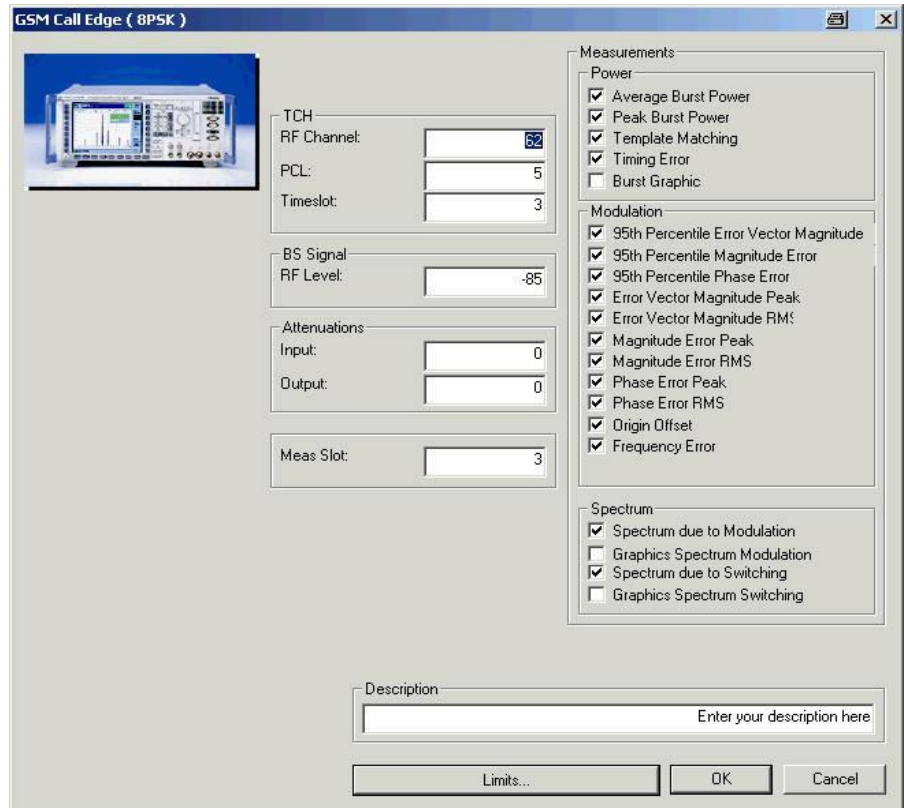 GSM Call Edge ( 8PSK )
TCH
RF Channel: 62
PCL: 5
Timeslot: 3
BS Signal
RF Level: -85
Attenuations
Input: 0
Output: 0
Meas Slot: 3
Measurements
Power
Average Burst Power
Peak Burst Power
Template Matching
Timing Error
Burst Graphic
Modulation
95th Percentile Error Vector Magnitude
95th Percentile Magnitude Error
95th Percentile Phase Error
Error Vector Magnitude Peak
Error Vector Magnitude RMS
Magnitude Error Peak
Magnitude Error RMS
Phase Error Peak
Phase Error RMS
Origin Offset
Frequency Error
Spectrum
Spectrum due to Modulation
Graphics Spectrum Modulation
Spectrum due to Switching
Graphics Spectrum Switching
Description
Enter your description here
Limits...
OK
Cancel